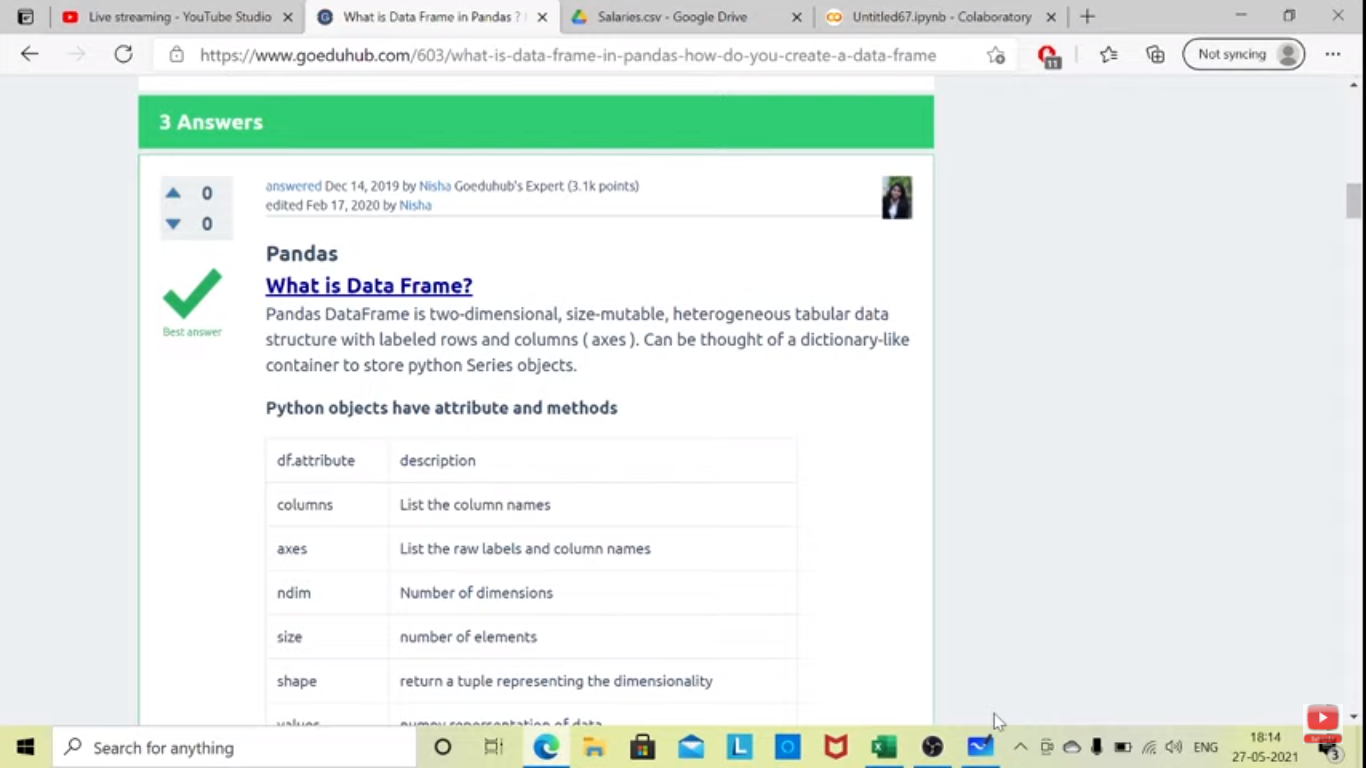 Live streaming - YouTube Studio
What is Data Frame in Pandas ?
Salaries.csv - Google Drive
Untitled67.ipynb - Colaboratory
https://www.goeduhub.com/603/what-is-data-frame-in-pandas-how-do-you-create-a-data-frame
11
Not syncing
3 Answers
0
0
Best answer
answered Dec 14, 2019 by Nisha Goeduhub's Expert (3.1k points)
edited Feb 17, 2020 by Nisha
Pandas
What is Data Frame?
Pandas DataFrame is two-dimensional, size-mutable, heterogeneous tabular data
structure with labeled rows and columns ( axes ). Can be thought of a dictionary-like
container to store python Series objects.
Python objects have attribute and methods
df.attribute description
columns List the column names
axes List the raw labels and column names
ndim Number of dimensions
size number of elements
shape return a tuple representing the dimensionality
values numpy representation of data
Search for anything
L
ENG
18:14
27-05-2021
3